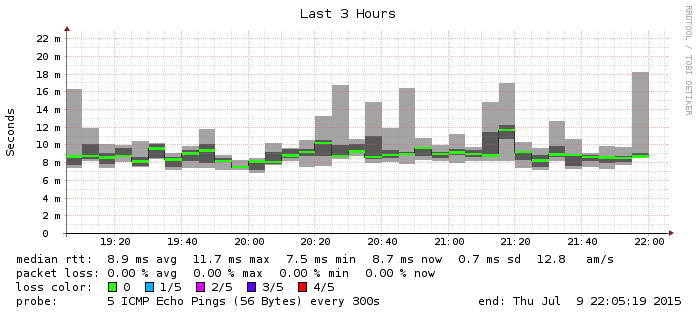 Last 3 Hours
RRDTOOL / TOBI OETIKER
Seconds
22 m
20 m
18 m
16 m
14 m
12 m
10 m
8 m
6 m
4 m
2 m
0
19:20 19:40 20:00 20:20 20:40 21:00 21:20 21:40 22:00
median rtt: 8.9 ms avg 11.7 ms max 7.5 ms min 8.7 ms now 0.7 ms sd 12.8 am/s
packet loss: 0.00 % avg 0.00 % max 0.00 % min 0.00 % now
loss color: 0 1/5 2/5 3/5 4/5
probe: 5 ICMP Echo Pings (56 Bytes) every 300s end: Thu Jul 9 22:05:19 2015